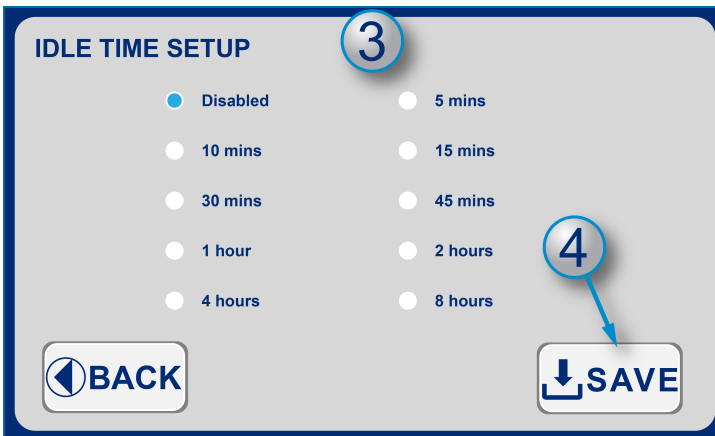 IDLE TIME SETUP
3
Disabled
5 mins
10 mins
15 mins
30 mins
45 mins
1 hour
2 hours
4
4 hours
8 hours
BACK
SAVE